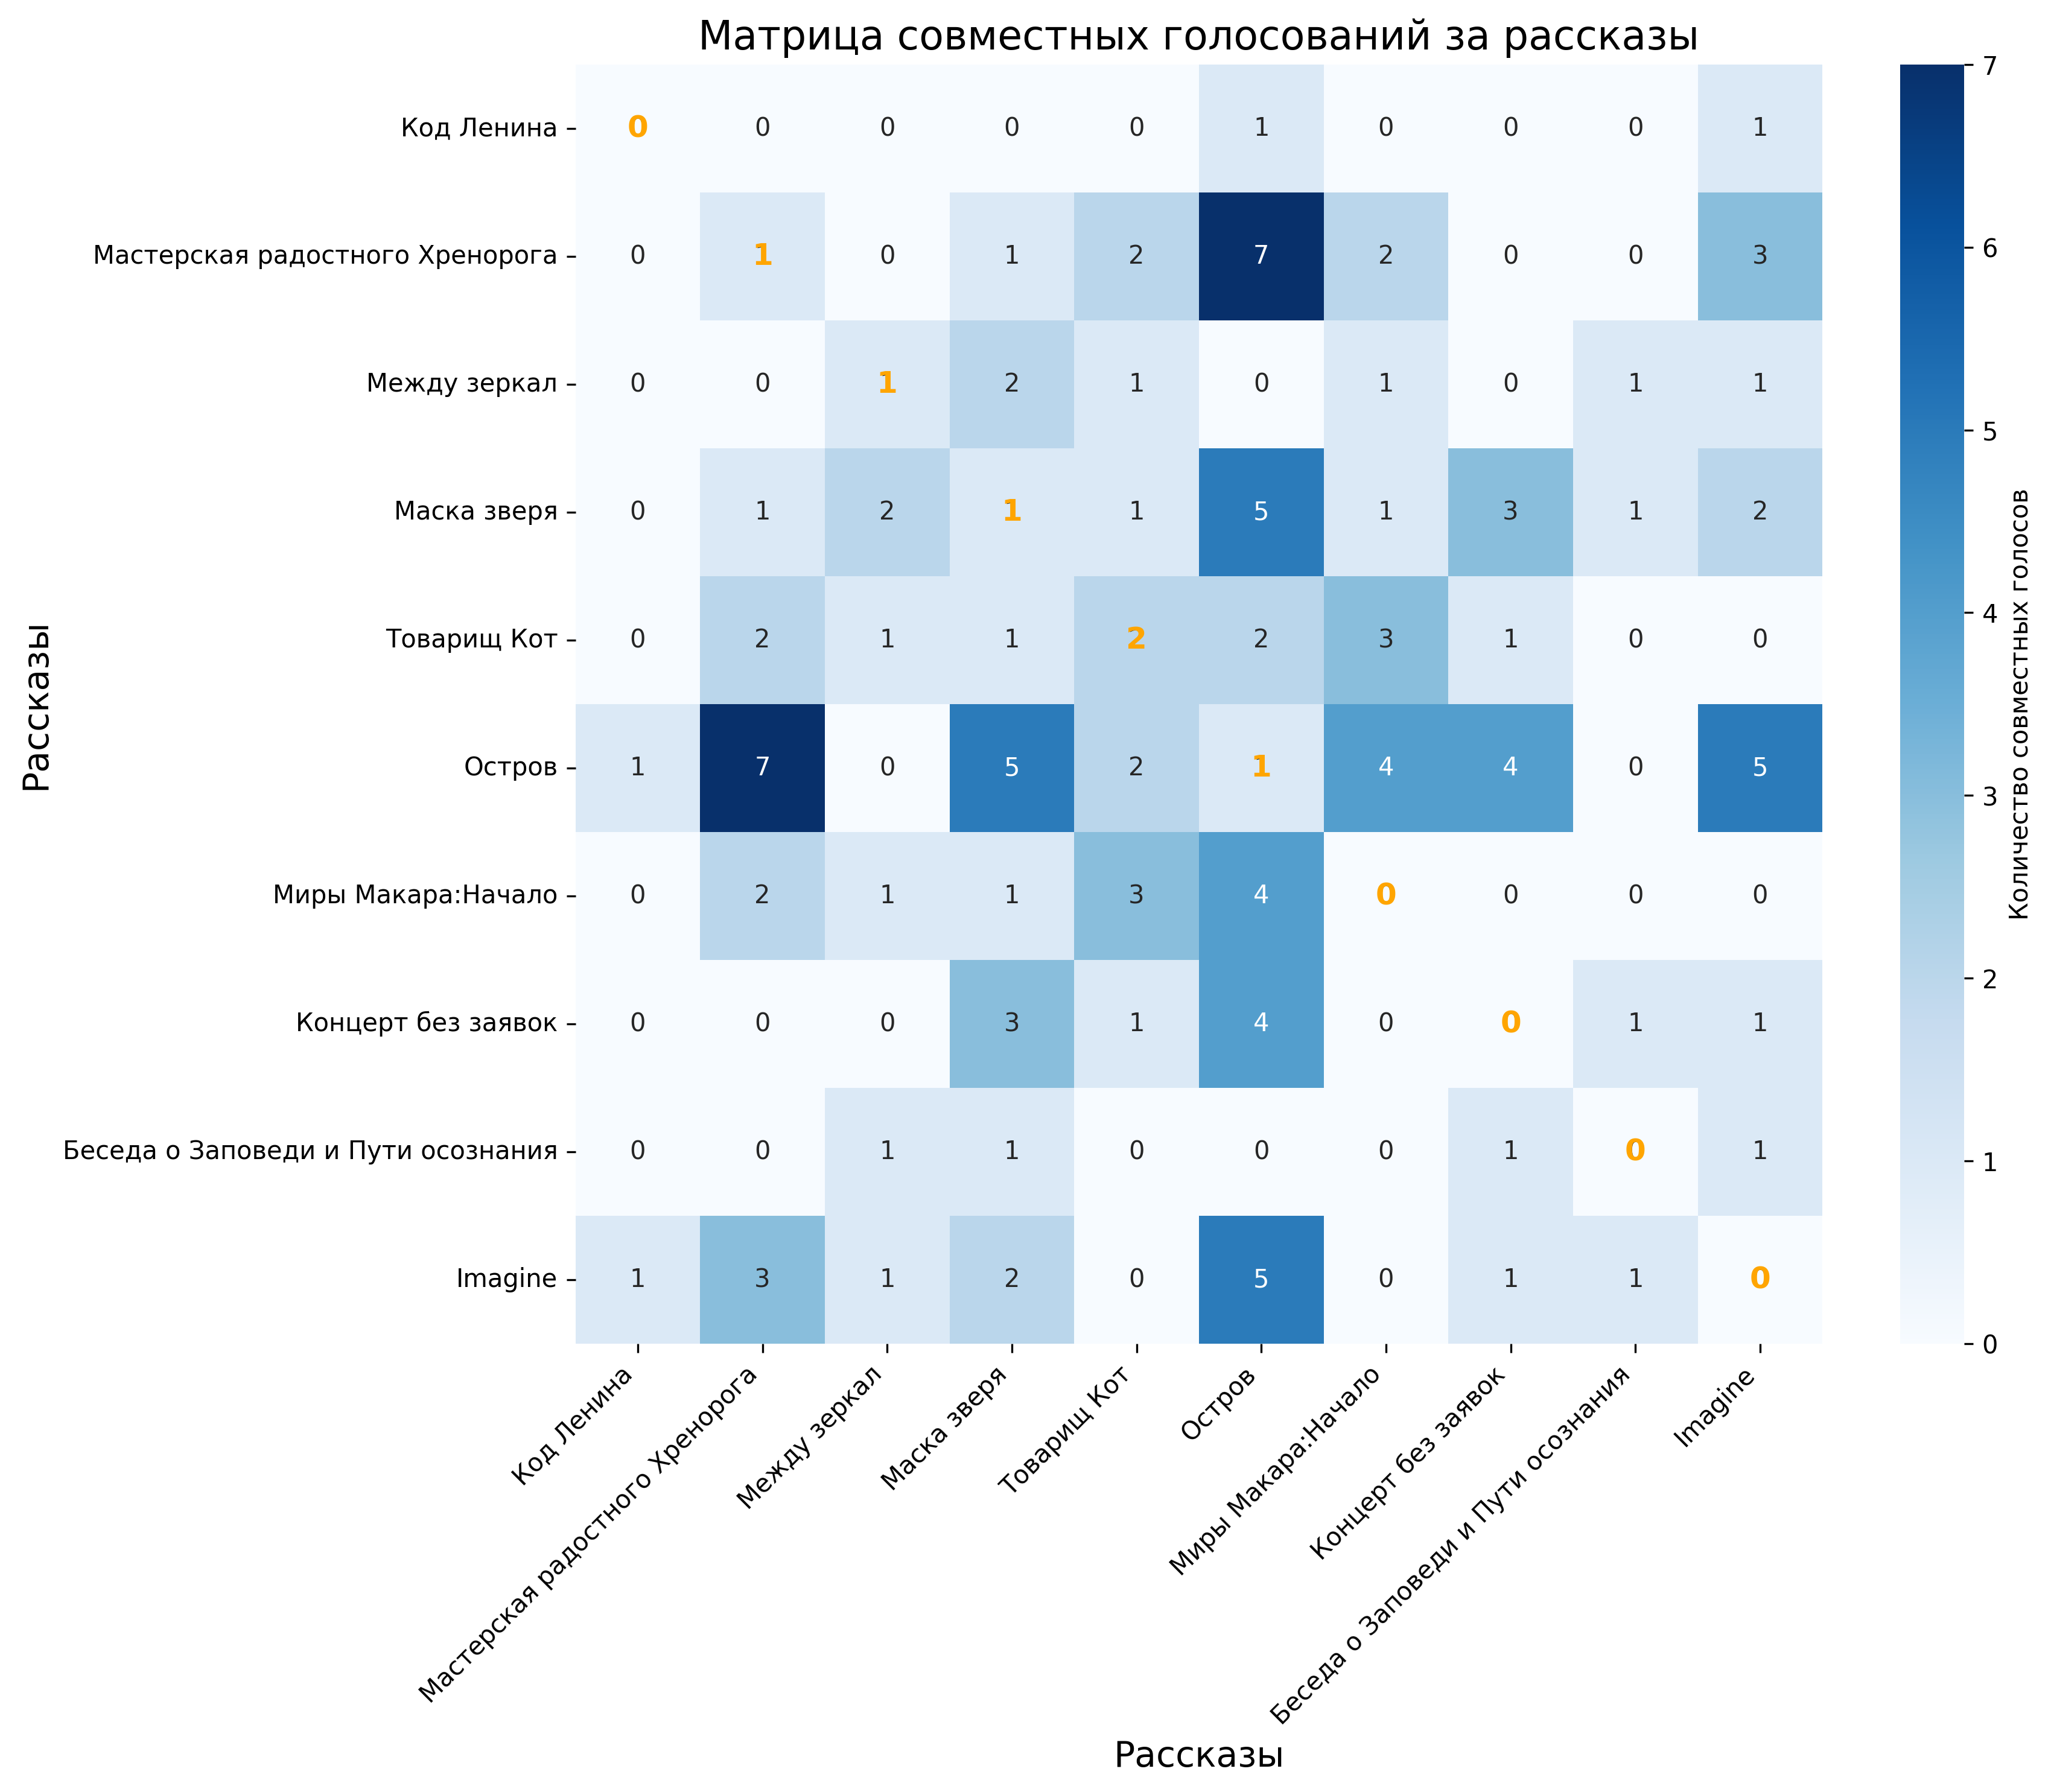 Матрица совместных голосований за рассказы
Код Ленина 0 0 0 0 0 1 0 0 0 1
Мастерская радостного Хренорога 0 1 0 1 2 7 2 0 0 3
Между зеркал 0 0 1 2 1 0 1 0 1 1
Маска зверя 0 1 2 1 1 5 1 3 1 2
Товарищ Кот 0 2 1 1 2 2 3 1 0 0
Остров 1 7 0 5 2 1 4 4 0 5
Миры Макара:Начало 0 2 1 1 3 4 0 0 0 0
Концерт без заявок 0 0 0 3 1 4 0 0 1 1
Беседа о Заповеди и Пути осознания 0 0 1 1 0 0 0 1 0 1
Imagine 1 3 1 2 0 5 0 1 1 0
Рассказы
Код Ленина
Мастерская радостного Хренорога
Между зеркал
Маска зверя
Товарищ Кот
Остров
Миры Макара:Начало
Концерт без заявок
Беседа о Заповеди и Пути осознания
Imagine
Рассказы
7
6
5
4
3
2
1
0
Количество совместных голосов